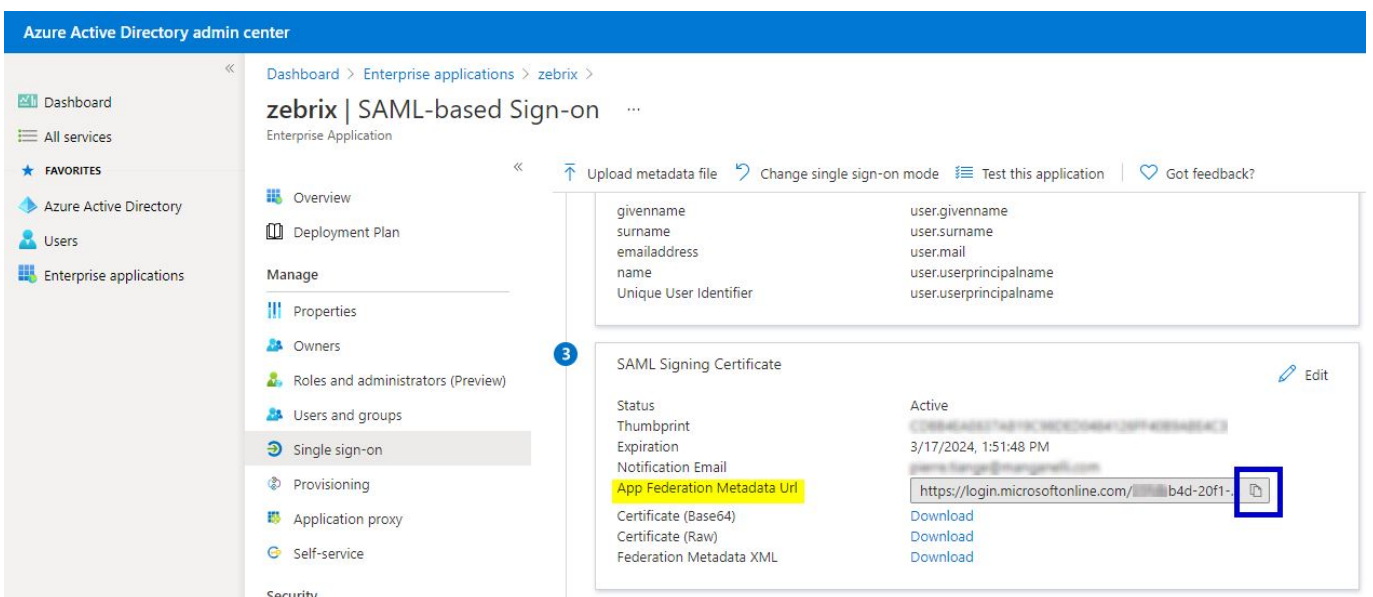 Azure Active Directory admin center
Dashboard
All services
FAVORITES
Azure Active Directory
Users
Enterprise applications
Dashboard > Enterprise applications > zebrix >
zebrix | SAML-based Sign-on ...
Enterprise Application
Overview
Deployment Plan
Manage
Properties
Owners
Roles and administrators (Preview)
Users and groups
Single sign-on
Provisioning
Application proxy
Self-service
Security
Upload metadata file Change single sign-on mode Test this application Got feedback?
givenname user.givenname
surname user.surname
emailaddress user.mail
name user.userprincipalname
Unique User Identifier user.userprincipalname
3
SAML Signing Certificate
Edit
Status Active
Thumbprint
Expiration 3/17/2024, 1:51:48 PM
Notification Email
App Federation Metadata Url https://login.microsoftonline.com/ b4d-20f1-..
Certificate (Base64) Download
Certificate (Raw) Download
Federation Metadata XML Download